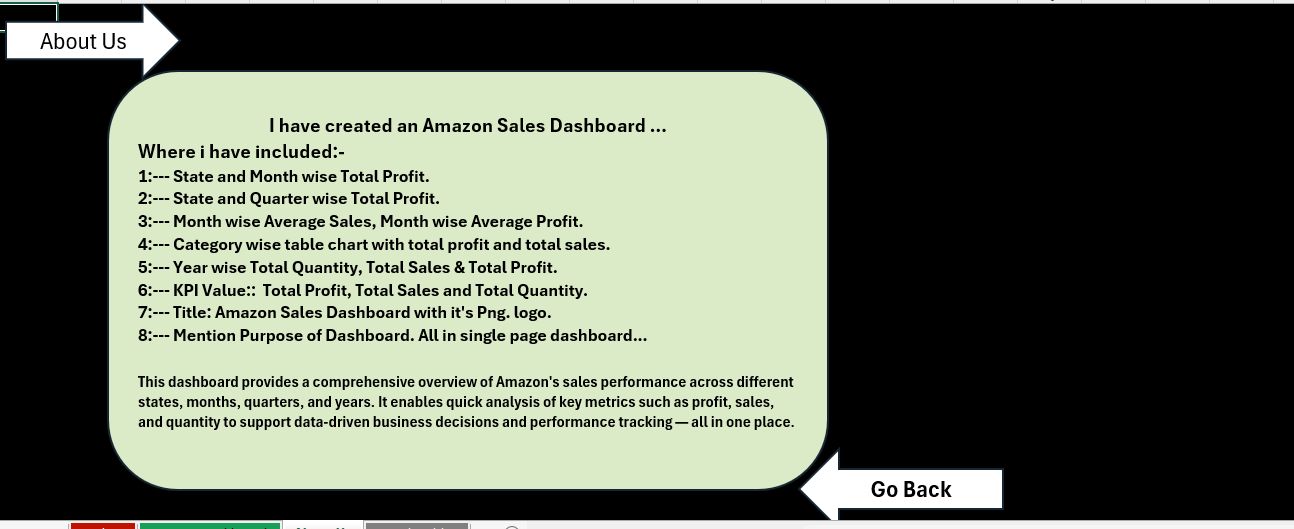 About Us
I have created an Amazon Sales Dashboard ...
Where i have included:-
1:--- State and Month wise Total Profit.
2:--- State and Quarter wise Total Profit.
3:--- Month wise Average Sales, Month wise Average Profit.
4:--- Category wise table chart with total profit and total sales.
5:--- Year wise Total Quantity, Total Sales & Total Profit.
6:--- KPI Value::  Total Profit, Total Sales and Total Quantity.
7:--- Title: Amazon Sales Dashboard with it's Png. logo.
8:--- Mention Purpose of Dashboard. All in single page dashboard...
This dashboard provides a comprehensive overview of Amazon's sales performance across different
states, months, quarters, and years. It enables quick analysis of key metrics such as profit, sales,
and quantity to support data-driven business decisions and performance tracking — all in one place.
Go Back